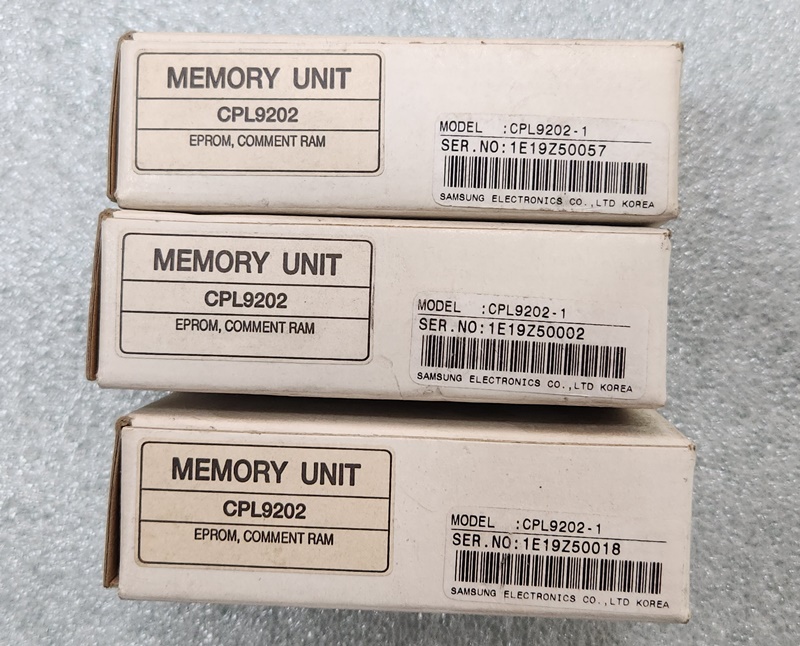 MEMORY UNIT
CPL9202
EPROM, COMMENT RAM
MODEL :CPL9202-1
SER.NO:1E19Z50057
SAMSUNG ELECTRONICS CO.,LTD KOREA
MEMORY UNIT
CPL9202
EPROM, COMMENT RAM
MODEL :CPL9202-1
SER.NO:1E19Z50002
SAMSUNG ELECTRONICS CO.,LTD KOREA
MEMORY UNIT
CPL9202
EPROM, COMMENT RAM
MODEL :CPL9202-1
SER.NO:1E19Z50018
SAMSUNG ELECTRONICS CO.,LTD KOREA